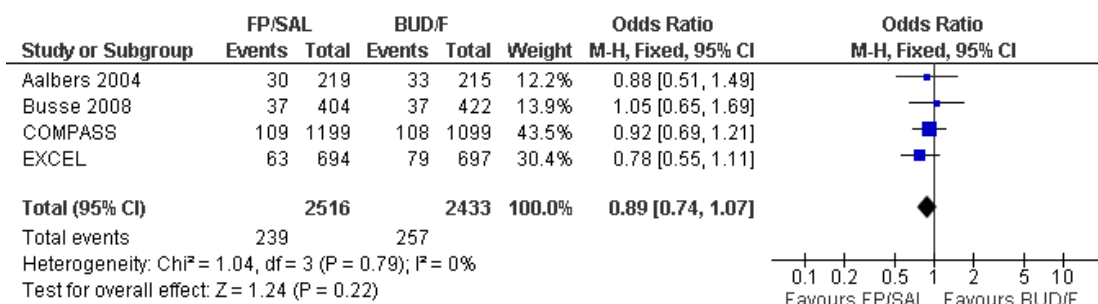 FP/SAL BUD/F Odds Ratio Odds Ratio
Study or Subgroup Events Total Events Total Weight M-H, Fixed, 95% CI M-H, Fixed, 95% CI
Aalbers 2004 30 219 33 215 12.2% 0.88 [0.51, 1.49]
Busse 2008 37 404 37 422 13.9% 1.05 [0.65, 1.69]
COMPASS 109 1199 108 1099 43.5% 0.92 [0.69, 1.21]
EXCEL 63 694 79 697 30.4% 0.78 [0.55, 1.11]
Total (95% CI) 2516 2433 100.0% 0.89 [0.74, 1.07]
Total events 239 257
Heterogeneity: Chi² = 1.04, df = 3 (P = 0.79); I² = 0%
Test for overall effect: Z = 1.24 (P = 0.22)
0.1 0.2 0.5 1 2 5 10
Favours FP/SAL Favours BUD/F